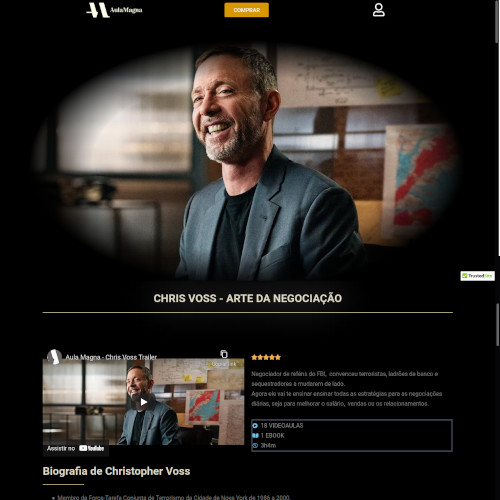 AulaMagna
COMPRAR
TrustedSite
CHRIS VOSS - ARTE DA NEGOCIAÇÃO
Aula Magna - Chris Voss Trailer
Negociador de reféns do FBI, convenceu terroristas, ladrões de banco e
sequestradores a mudarem de lado.
Agora ele vai te ensinar ensinar todas as estratégias para as negociações
diárias, seja para melhorar o salário, vendas ou os relacionamentos.
18 VIDEOAULAS
1 EBOOK
3h4m
Assistir no YouTube
Biografia de Christopher Voss
Membro da Força-Tarefa Conjunta de Terrorismo da Cidade de Nova York de 1986 a 2000.